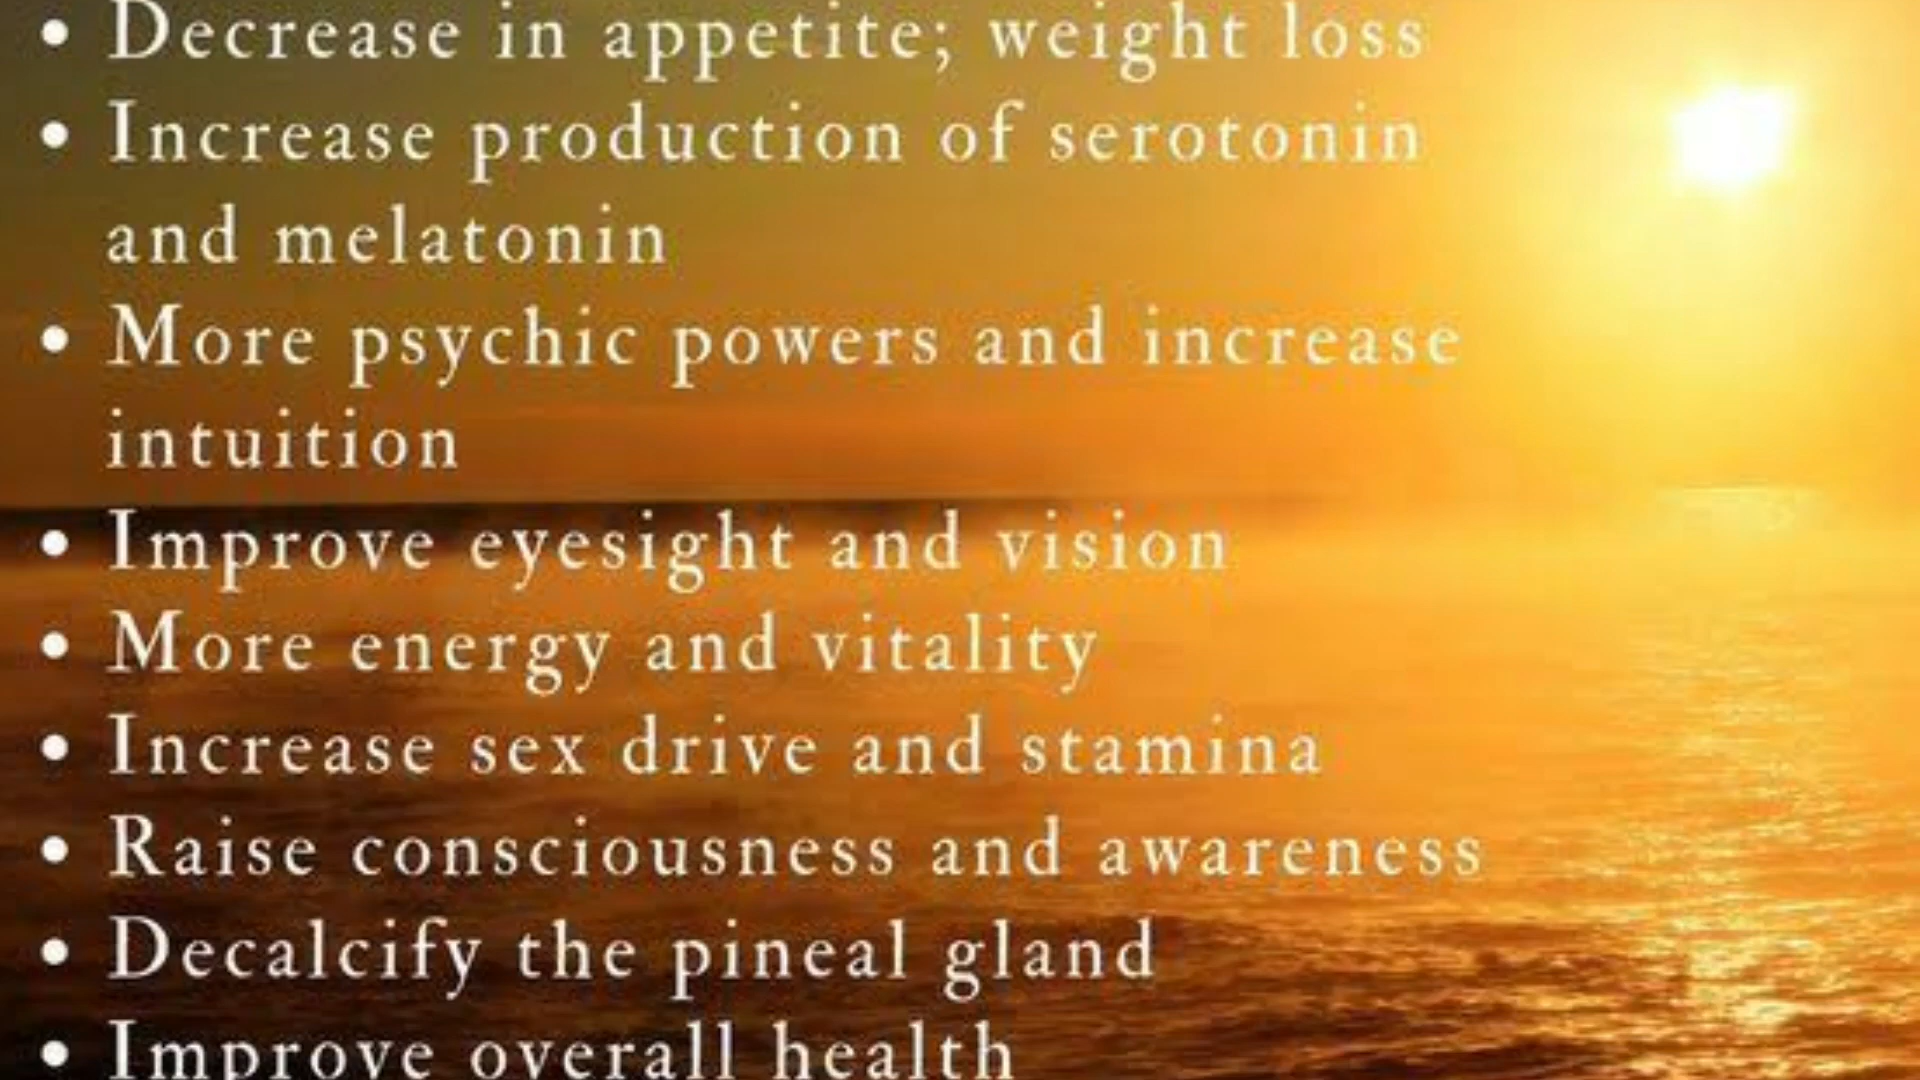 • Decrease in appetite; weight loss
• Increase production of serotonin
and melatonin
• More psychic powers and increase
intuition
• Improve eyesight and vision
• More energy and vitality
• Increase sex drive and stamina
• Raise consciousness and awareness
• Decalcify the pineal gland
• Improve overall health